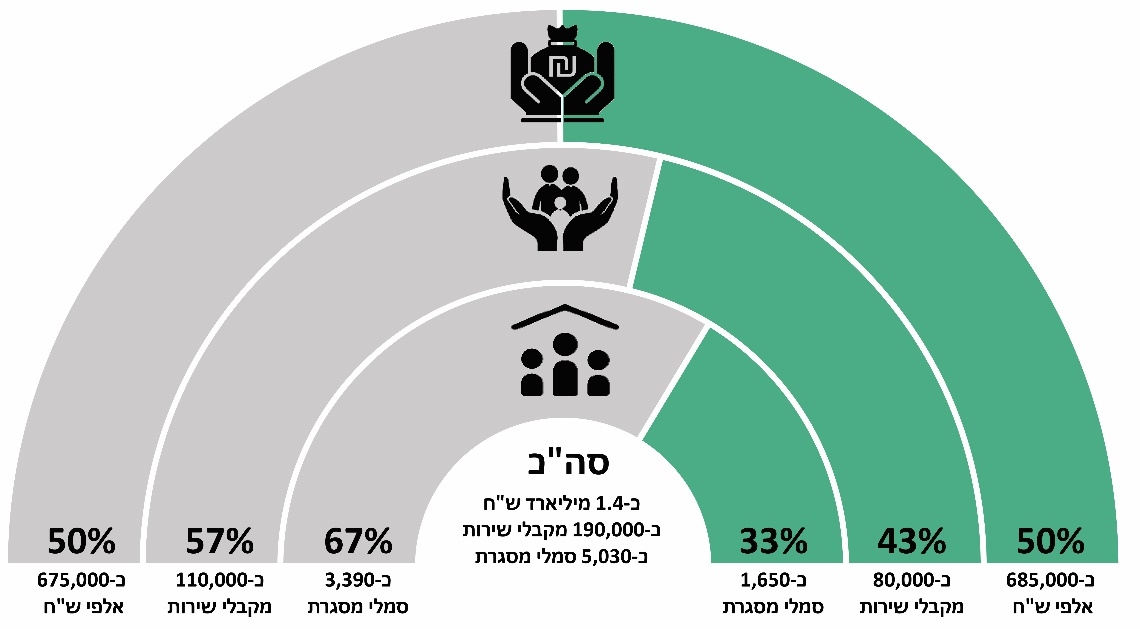 ₪
סה"כ
כ-1.4 מיליארד ש"ח
כ-190,000 מקבלי שירות
כ-5,030 סמלי מסגרת
50% 57% 67% 33% 43% 50%
כ-675,000 כ-110,000 כ-3,390 כ-1,650 כ-80,000 כ-685,000
אלפי ש"ח מקבלי שירות סמלי מסגרת סמלי מסגרת מקבלי שירות אלפי ש"ח